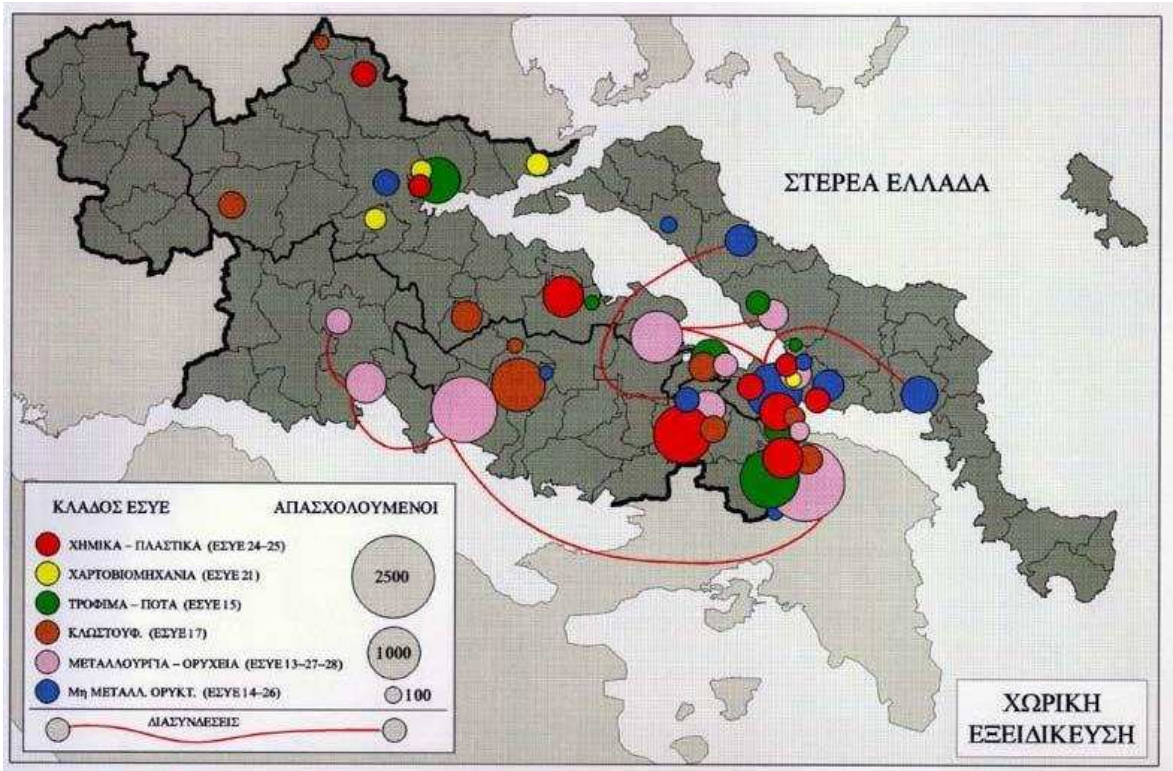 ΣΤΕΡΕΑ ΕΛΛΑΔΑ
ΚΛΑΔΟΣ ΕΣΥΕ
ΑΠΑΣΧΟΛΟΥΜΕΝΟΙ
ΧΗΜΙΚΑ – ΠΛΑΣΤΙΚΑ (ΕΣΥΕ 24–25)
ΧΑΡΤΟΒΙΟΜΗΧΑΝΙΑ (ΕΣΥΕ 21)
ΤΡΟΦΙΜΑ – ΠΟΤΑ (ΕΣΥΕ 15)
ΚΛΩΣΤΟΥΦ. (ΕΣΥΕ 17)
ΜΕΤΑΛΛΟΥΡΓΙΑ – ΟΡΥΧΕΙΑ (ΕΣΥΕ 13–27–28)
Μη ΜΕΤΑΛΛ. ΟΡΥΚΤ. (ΕΣΥΕ 14–26)
2500
1000
100
ΔΙΑΣΥΝΔΕΣΕΙΣ
ΧΩΡΙΚΗ
ΕΞΕΙΔΙΚΕΥΣΗ